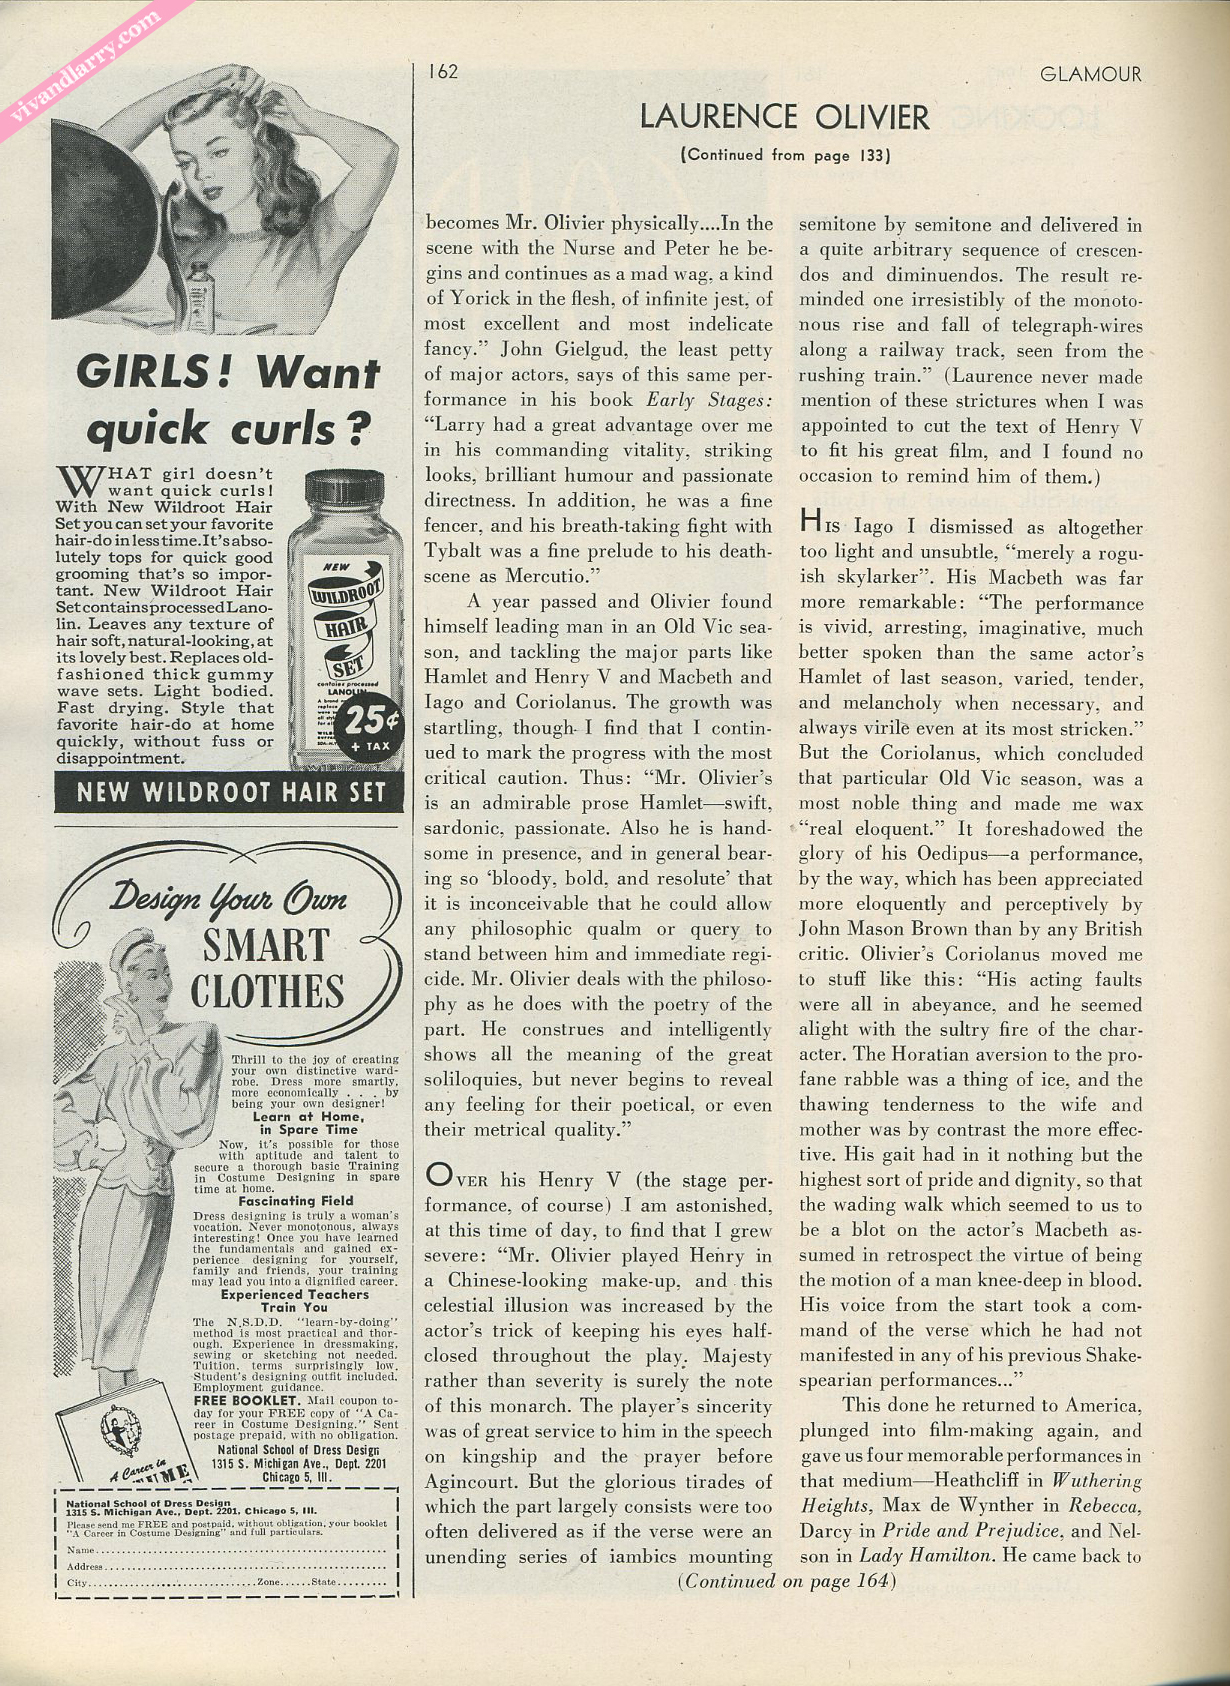 vivandlarry.com
162
GLAMOUR
LAURENCE OLIVIER
(Continued from page 133)
GIRLS! Want
quick curls?
WHAT girl doesn't
want quick curls!
With New Wildroot Hair
Set you can set your favorite
hair-do in less time. It's abso-
lutely tops for quick good
grooming that's so impor-
tant. New Wildroot Hair
Set contains processed Lano-
lin. Leaves any texture of
hair soft, natural-looking, at
its lovely best. Replaces old-
fashioned thick gummy
wave sets. Light bodied.
Fast drying. Style that
favorite hair-do at home
quickly, without fuss or
disappointment.
NEW
WILDROOT
HAIR
SET
contains processed
LANOLIN
25¢
+ TAX
NEW WILDROOT HAIR SET
Design Your Own
SMART
CLOTHES
Thrill to the joy of creating
your own distinctive ward-
robe. Dress more smartly,
more economically . . . by
being your own designer!
Learn at Home,
in Spare Time
Now, it's possible for those
with aptitude and talent to
secure a thorough basic Training
in Costume Designing in spare
time at home.
Fascinating Field
Dress designing is truly a woman's
vocation. Never monotonous, always
interesting! Once you have learned
the fundamentals and gained ex-
perience designing for yourself,
family and friends, your training
may lead you into a dignified career.
Experienced Teachers
Train You
The N.S.D.D. "learn-by-doing"
method is most practical and thor-
ough. Experience in dressmaking,
sewing or sketching not needed.
Tuition terms surprisingly low.
Student's designing outfit included.
Employment guidance.
FREE BOOKLET. Mail coupon to-
day for your FREE copy of "A Ca-
reer in Costume Designing." Sent
postage prepaid, with no obligation.
National School of Dress Design
1315 S. Michigan Ave., Dept. 2201
Chicago 5, Ill.
A Career in
TUME
National School of Dress Design
1315 S. Michigan Ave., Dept. 2201, Chicago 5, Ill.
Please send me FREE and postpaid, without obligation, your booklet
"A Career in Costume Designing" and full particulars.
Name
Address
City Zone State
becomes Mr. Olivier physically....In the
scene with the Nurse and Peter he be-
gins and continues as a mad wag, a kind
of Yorick in the flesh, of infinite jest, of
most excellent and most indelicate
fancy." John Gielgud, the least petty
of major actors, says of this same per-
formance in his book Early Stages:
"Larry had a great advantage over me
in his commanding vitality, striking
looks, brilliant humour and passionate
directness. In addition, he was a fine
fencer, and his breath-taking fight with
Tybalt was a fine prelude to his death-
scene as Mercutio."
A year passed and Olivier found
himself leading man in an Old Vic sea-
son, and tackling the major parts like
Hamlet and Henry V and Macbeth and
Iago and Coriolanus. The growth was
startling, though I find that I contin-
ued to mark the progress with the most
critical caution. Thus: "Mr. Olivier's
is an admirable prose Hamlet—swift,
sardonic, passionate. Also he is hand-
some in presence, and in general bear-
ing so 'bloody, bold, and resolute' that
it is inconceivable that he could allow
any philosophic qualm or query to
stand between him and immediate regi-
cide. Mr. Olivier deals with the philoso-
phy as he does with the poetry of the
part. He construes and intelligently
shows all the meaning of the great
soliloquies, but never begins to reveal
any feeling for their poetical, or even
their metrical quality."
OVER his Henry V (the stage per-
formance, of course) I am astonished,
at this time of day, to find that I grew
severe: "Mr. Olivier played Henry in
a Chinese-looking make-up, and this
celestial illusion was increased by the
actor's trick of keeping his eyes half-
closed throughout the play. Majesty
rather than severity is surely the note
of this monarch. The player's sincerity
was of great service to him in the speech
on kingship and the prayer before
Agincourt. But the glorious tirades of
which the part largely consists were too
often delivered as if the verse were an
unending series of iambics mounting
semitone by semitone and delivered in
a quite arbitrary sequence of crescen-
dos and diminuendos. The result re-
minded one irresistibly of the monoto-
nous rise and fall of telegraph-wires
along a railway track, seen from the
rushing train." (Laurence never made
mention of these strictures when I was
appointed to cut the text of Henry V
to fit his great film, and I found no
occasion to remind him of them.)
HIS Iago I dismissed as altogether
too light and unsubtle, "merely a rogu-
ish skylarker". His Macbeth was far
more remarkable: "The performance
is vivid, arresting, imaginative, much
better spoken than the same actor's
Hamlet of last season, varied, tender,
and melancholy when necessary, and
always virile even at its most stricken."
But the Coriolanus, which concluded
that particular Old Vic season, was a
most noble thing and made me wax
"real eloquent." It foreshadowed the
glory of his Oedipus—a performance,
by the way, which has been appreciated
more eloquently and perceptively by
John Mason Brown than by any British
critic. Olivier's Coriolanus moved me
to stuff like this: "His acting faults
were all in abeyance, and he seemed
alight with the sultry fire of the char-
acter. The Horatian aversion to the pro-
fane rabble was a thing of ice, and the
thawing tenderness to the wife and
mother was by contrast the more effec-
tive. His gait had in it nothing but the
highest sort of pride and dignity, so that
the wading walk which seemed to us to
be a blot on the actor's Macbeth as-
sumed in retrospect the virtue of being
the motion of a man knee-deep in blood.
His voice from the start took a com-
mand of the verse which he had not
manifested in any of his previous Shake-
spearian performances..."
This done he returned to America,
plunged into film-making again, and
gave us four memorable performances in
that medium—Heathcliff in Wuthering
Heights, Max de Wynther in Rebecca,
Darcy in Pride and Prejudice, and Nel-
son in Lady Hamilton. He came back to
(Continued on page 164)